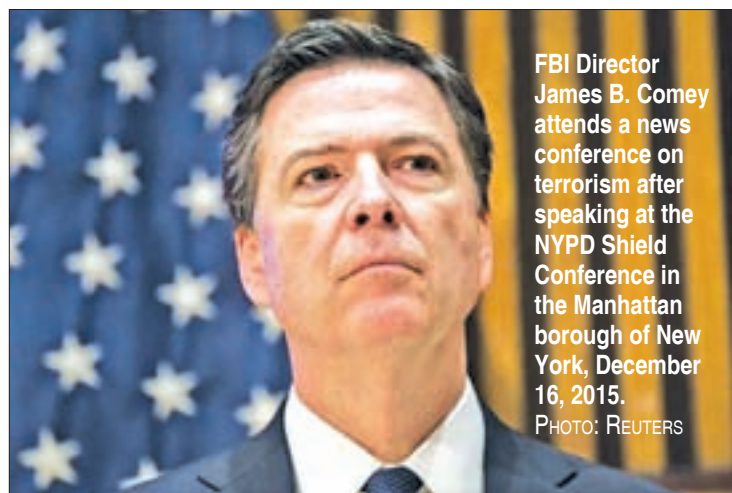 FBI Director
James B. Comey
attends a news
conference on
terrorism after
speaking at the
NYPD Shield
Conference in
the Manhattan
borough of New
York, December
16, 2015.
PHOTO: REUTERS